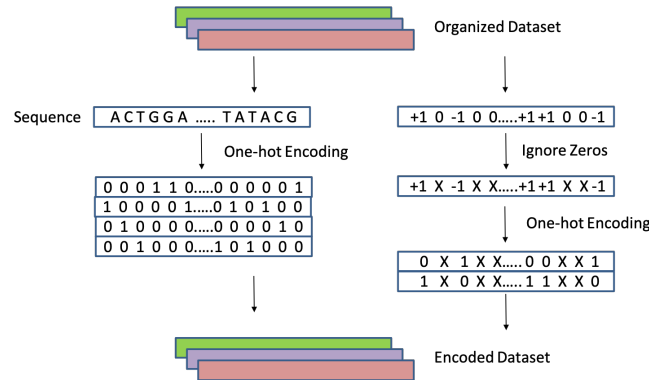 Organized Dataset
Sequence
A C T G G A ..... T A T A C G
+1 0 -1 0 0.....+1 +1 0 0 -1
One-hot Encoding
Ignore Zeros
0 0 0 1 1 0.....0 0 0 0 0 1
1 0 0 0 0 1.....0 1 0 1 0 0
0 1 0 0 0 0.....0 0 0 0 1 0
0 0 1 0 0 0.....1 0 1 0 0 0
+1 X -1 X X.....+1 +1 X X -1
One-hot Encoding
0 X 1 X X..... 0 0 X X 1
1 X 0 X X..... 1 1 X X 0
Encoded Dataset